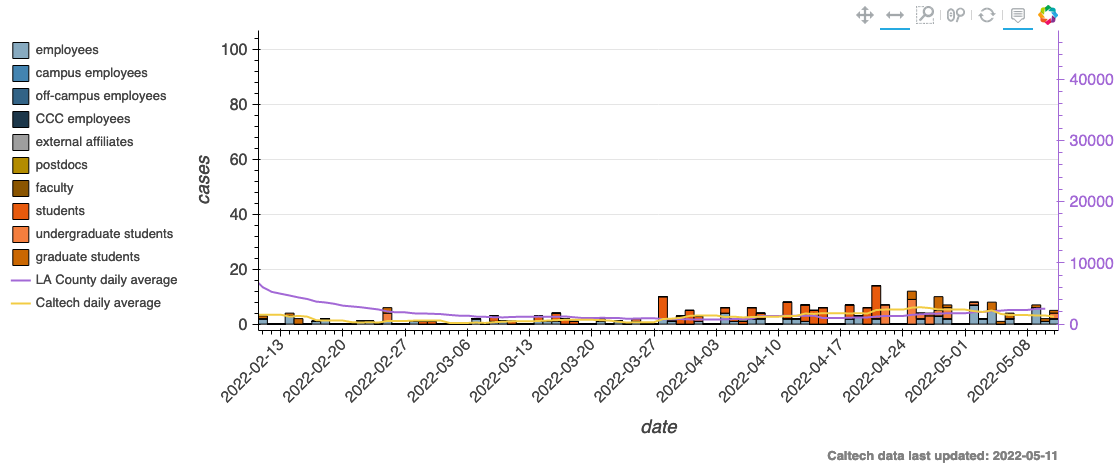 employees
campus employees
off-campus employees
CCC employees
external affiliates
postdocs
faculty
students
undergraduate students
graduate students
LA County daily average
Caltech daily average
cases
100
80
60
40
20
0
40000
30000
20000
10000
0
2022-02-13
2022-02-20
2022-02-27
2022-03-06
2022-03-13
2022-03-20
2022-03-27
2022-04-03
2022-04-10
2022-04-17
2022-04-24
2022-05-01
2022-05-08
date
Caltech data last updated: 2022-05-11